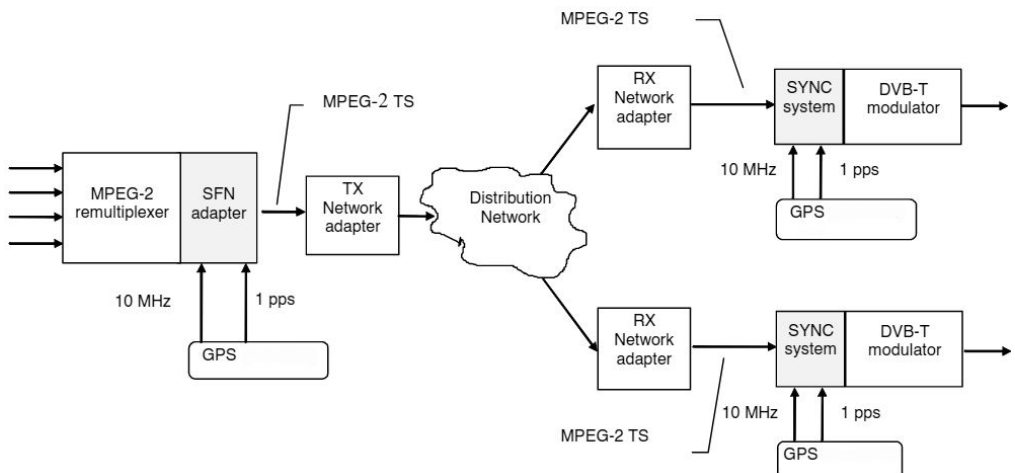 MPEG-2 TS
MPEG-2 TS
MPEG-2
remultiplexer
SFN
adapter
10 MHz
1 pps
GPS
TX
Network
adapter
Distribution
Network
RX
Network
adapter
SYNC
system
DVB-T
modulator
10 MHz
1 pps
GPS
RX
Network
adapter
SYNC
system
DVB-T
modulator
10 MHz
1 pps
GPS
MPEG-2 TS